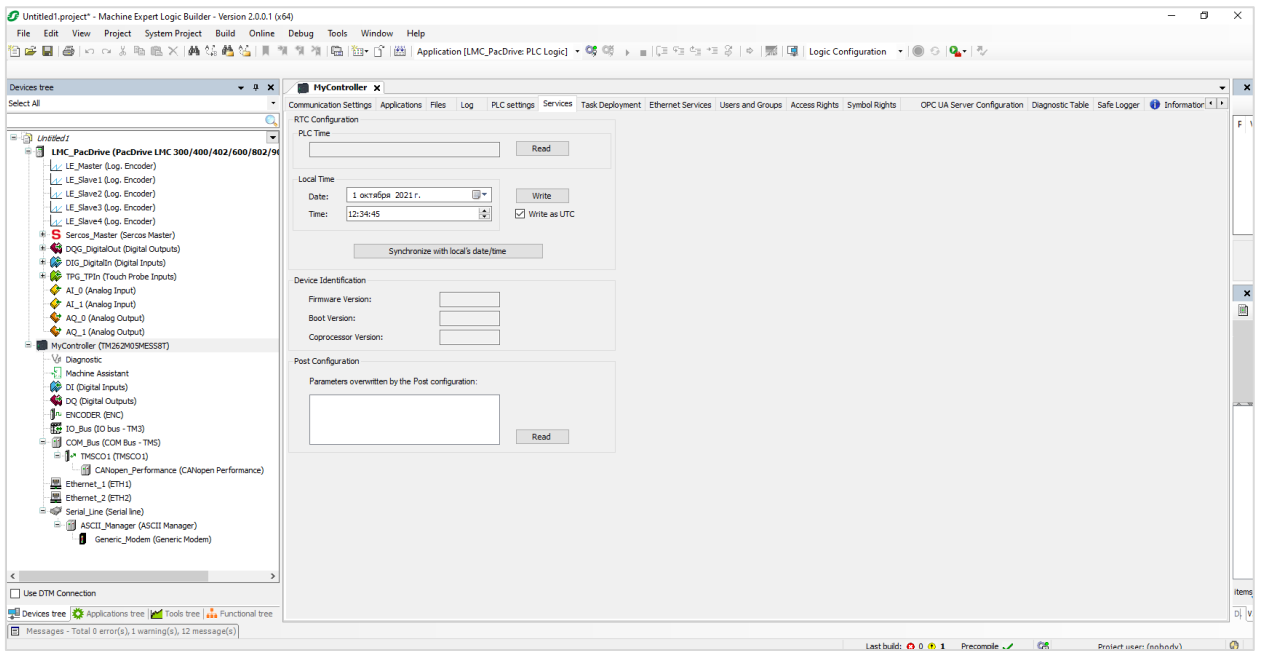 Untitled1.project* - Machine Expert Logic Builder - Version 2.0.0.1 (x64)
File Edit View Project System Project Build Online Debug Tools Window Help
Application [LMC_PacDrive: PLC Logic] Logic Configuration
Devices tree
Select All
Untitled1
LMC_PacDrive (PacDrive LMC 300/400/402/600/802/90
LE_Master (Log. Encoder)
LE_Slave1 (Log. Encoder)
LE_Slave2 (Log. Encoder)
LE_Slave3 (Log. Encoder)
LE_Slave4 (Log. Encoder)
Sercos_Master (Sercos Master)
DQG_DigitalOut (Digital Outputs)
DIG_DigitalIn (Digital Inputs)
TPG_TPIn (Touch Probe Inputs)
AI_0 (Analog Input)
AI_1 (Analog Input)
AQ_0 (Analog Output)
AQ_1 (Analog Output)
MyController (TM262M05MESS8T)
Diagnostic
Machine Assistant
DI (Digital Inputs)
DQ (Digital Outputs)
ENCODER (ENC)
IO_Bus (IO bus - TM3)
COM_Bus (COM Bus - TMS)
TMSCO1 (TMSCO1)
CANopen_Performance (CANopen Performance)
Ethernet_1 (ETH1)
Ethernet_2 (ETH2)
Serial_Line (Serial line)
ASCII_Manager (ASCII Manager)
Generic_Modem (Generic Modem)
Use DTM Connection
Devices tree Applications tree Tools tree Functional tree
MyController
Communication Settings Applications Files Log PLC settings Services Task Deployment Ethernet Services Users and Groups Access Rights Symbol Rights OPC UA Server Configuration Diagnostic Table Safe Logger Information
RTC Configuration
PLC Time
Read
Local Time
Date: 1 октября 2021 г. Write
Time: 12:34:45 Write as UTC
Synchronize with local's date/time
Device Identification
Firmware Version:
Boot Version:
Coprocessor Version:
Post Configuration
Parameters overwritten by the Post configuration:
Read
items
Messages - Total 0 error(s), 1 warning(s), 12 message(s)
Last build: 0 1 Precompile Project user: (nobody)